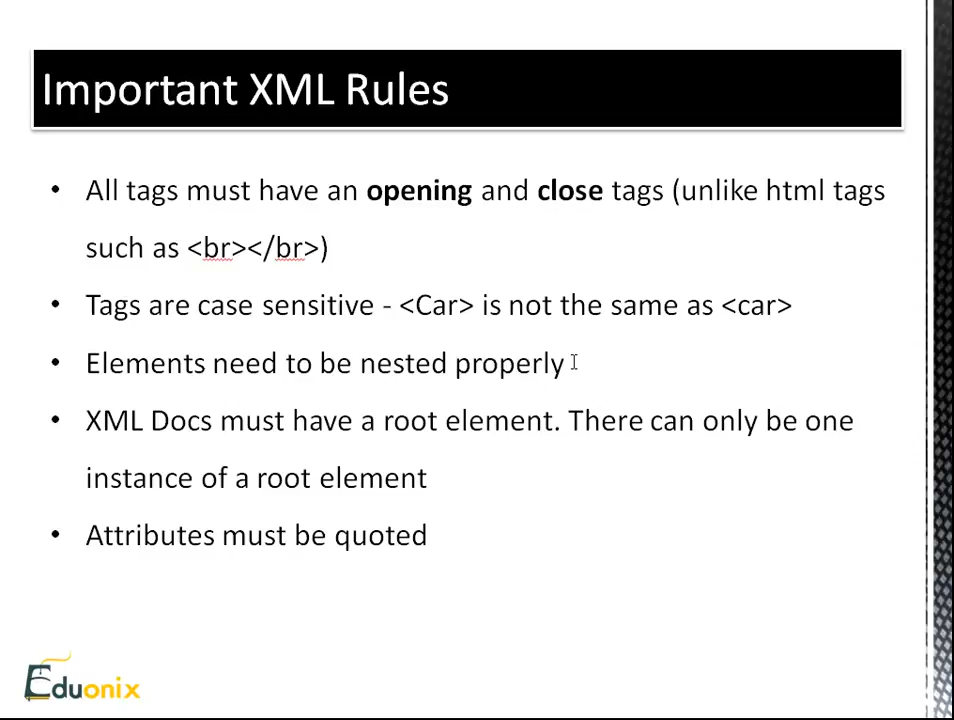 Important XML Rules
• All tags must have an opening and close tags (unlike html tags
such as <br></br>)
• Tags are case sensitive - <Car> is not the same as <car>
• Elements need to be nested properly
• XML Docs must have a root element. There can only be one
instance of a root element
• Attributes must be quoted
Eduonix